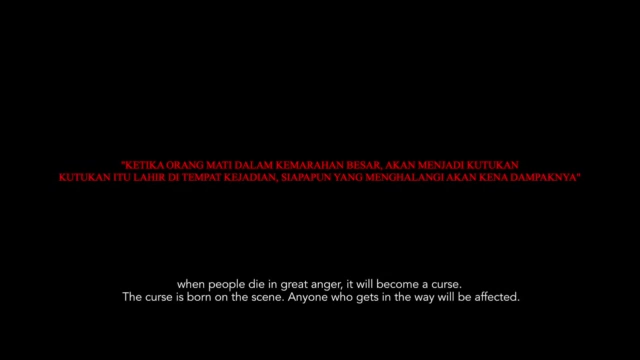 "KETIKA ORANG MATI DALAM KEMARAHAN BESAR, AKAN MENJADI KUTUKAN
KUTUKAN ITU LAHIR DI TEMPAT KEJADIAN, SIAPAPUN YANG MENGHALANGI AKAN KENA DAMPAKNYA"
when people die in great anger, it will become a curse.
The curse is born on the scene. Anyone who gets in the way will be affected.